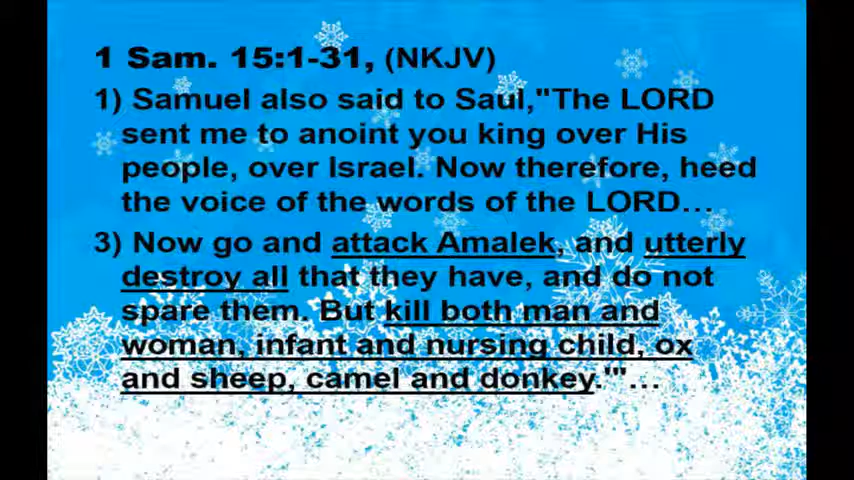 1 Sam. 15:1-31, (NKJV)
1) Samuel also said to Saul,"The LORD
sent me to anoint you king over His
people, over Israel. Now therefore, heed
the voice of the words of the LORD...
3) Now go and attack Amalek, and utterly
destroy all that they have, and do not
spare them. But kill both man and
woman, infant and nursing child, ox
and sheep, camel and donkey.'"...